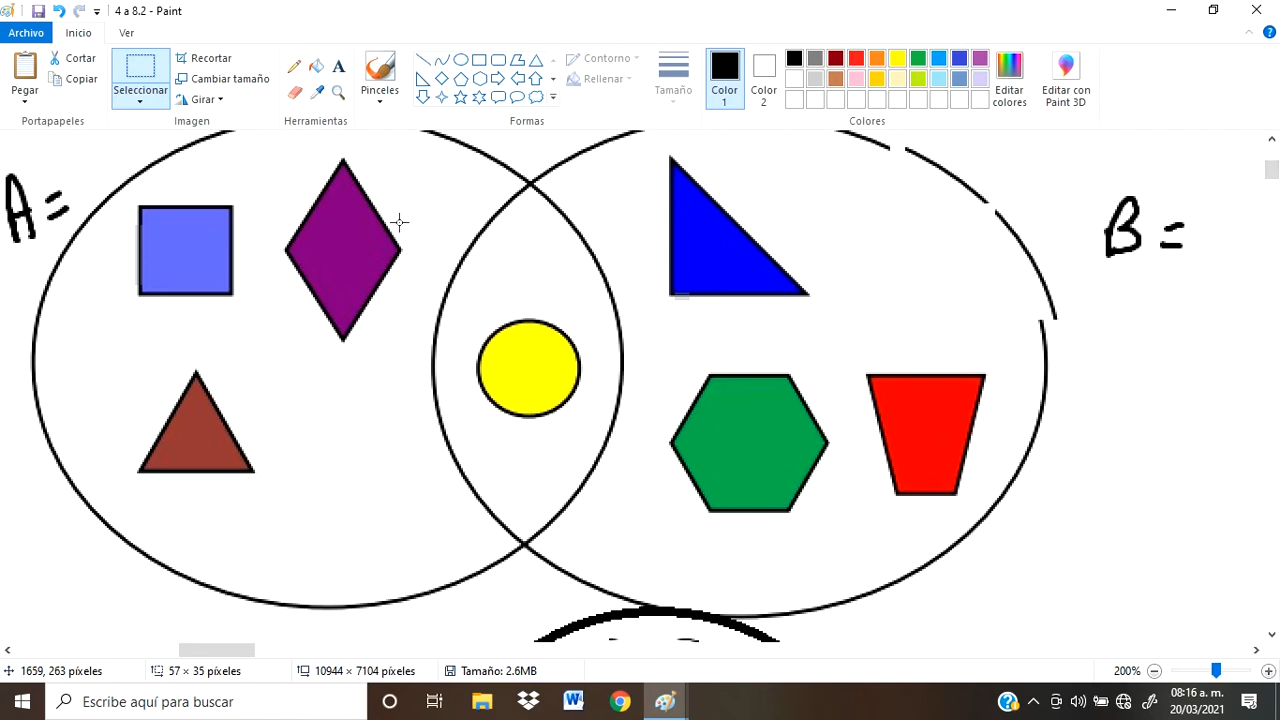 4 a 8.2 - Paint
Archivo Inicio Ver
Pegar
Cortar
Copiar
Portapapeles
Seleccionar
Recortar
Cambiar tamaño
Girar
Imagen
A
Herramientas
Pinceles
Contorno
Rellenar
Formas
Tamaño
Color 1
Color 2
Editar colores
Editar con Paint 3D
Colores
A =
B =
1659, 263 píxeles 57 × 35 píxeles 10944 × 7104 píxeles Tamaño: 2.6MB 200%
Escribe aquí para buscar
08:16 a. m.
20/03/2021